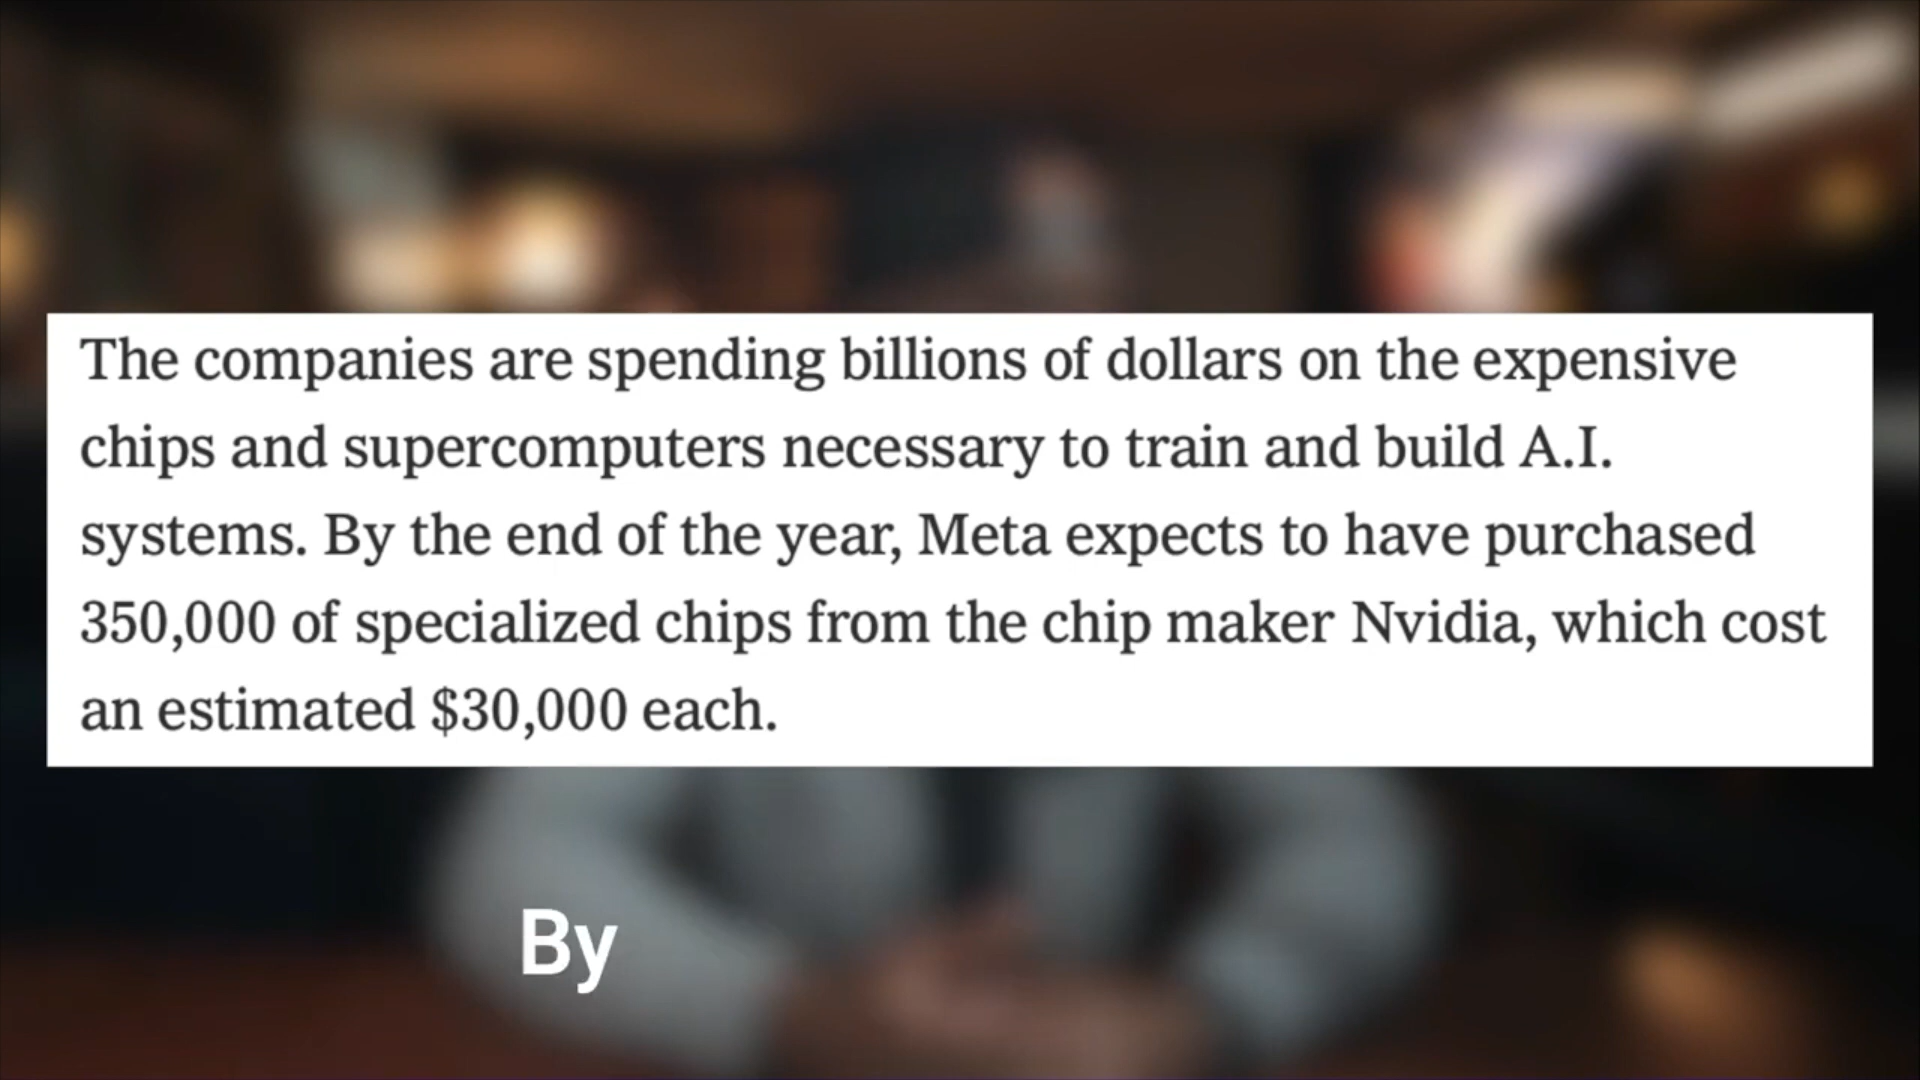 The companies are spending billions of dollars on the expensive
chips and supercomputers necessary to train and build A.I.
systems. By the end of the year, Meta expects to have purchased
350,000 of specialized chips from the chip maker Nvidia, which cost
an estimated $30,000 each.
By